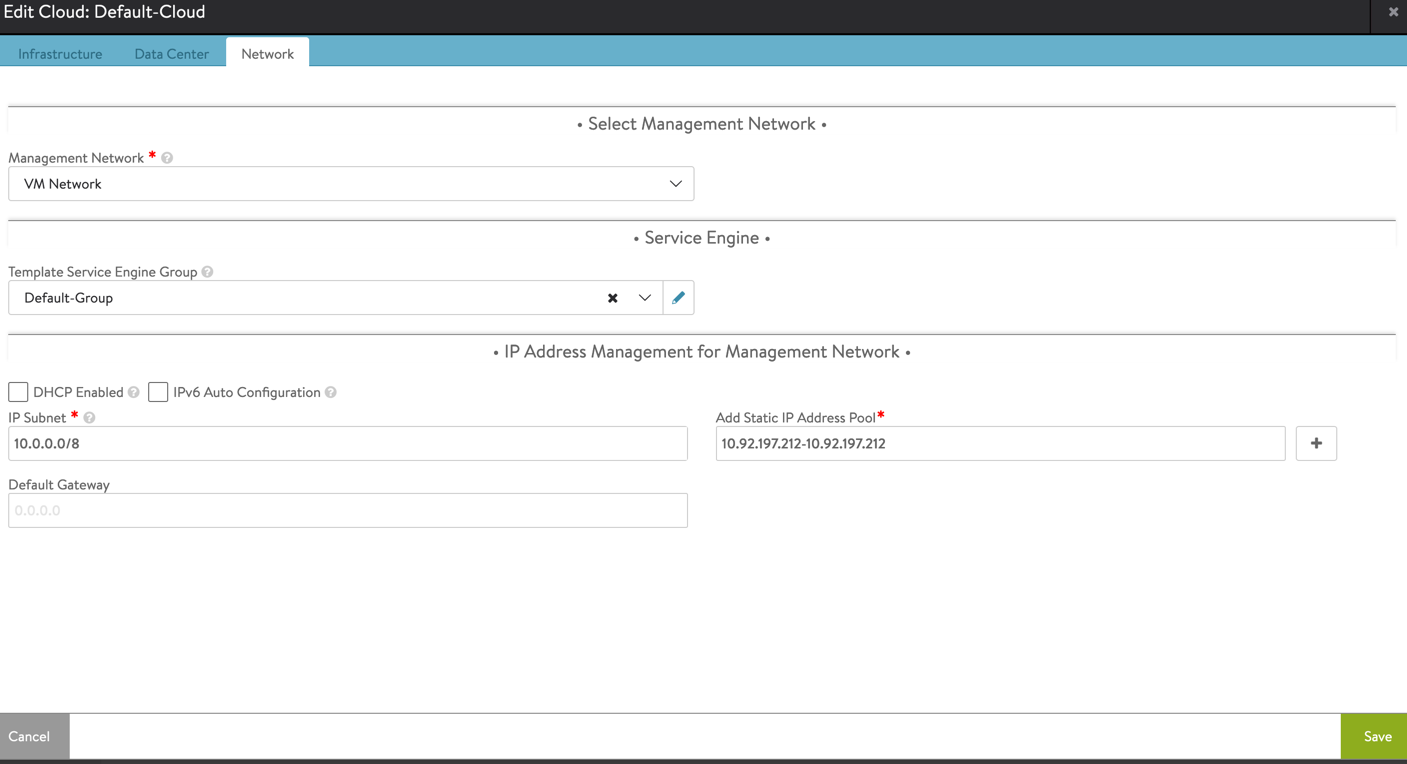 Edit Cloud: Default-Cloud
Infrastructure Data Center Network
• Select Management Network •
Management Network *
VM Network
• Service Engine •
Template Service Engine Group
Default-Group
• IP Address Management for Management Network •
DHCP Enabled IPv6 Auto Configuration
IP Subnet * Add Static IP Address Pool*
10.0.0.0/8 10.92.197.212-10.92.197.212
Default Gateway
0.0.0.0
Cancel Save